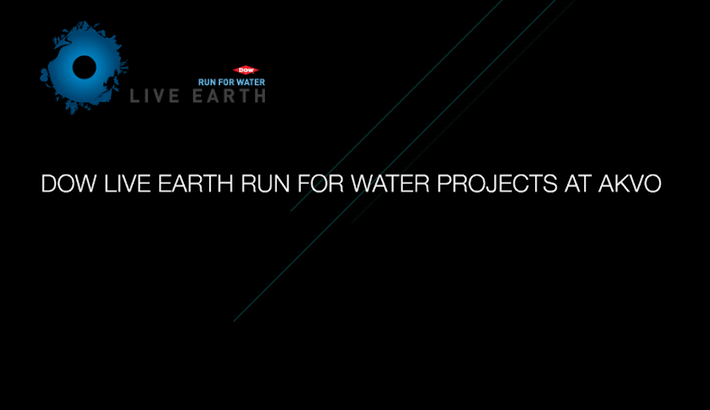 DOW
RUN FOR WATER
LIVE EARTH
DOW LIVE EARTH RUN FOR WATER PROJECTS AT AKVO